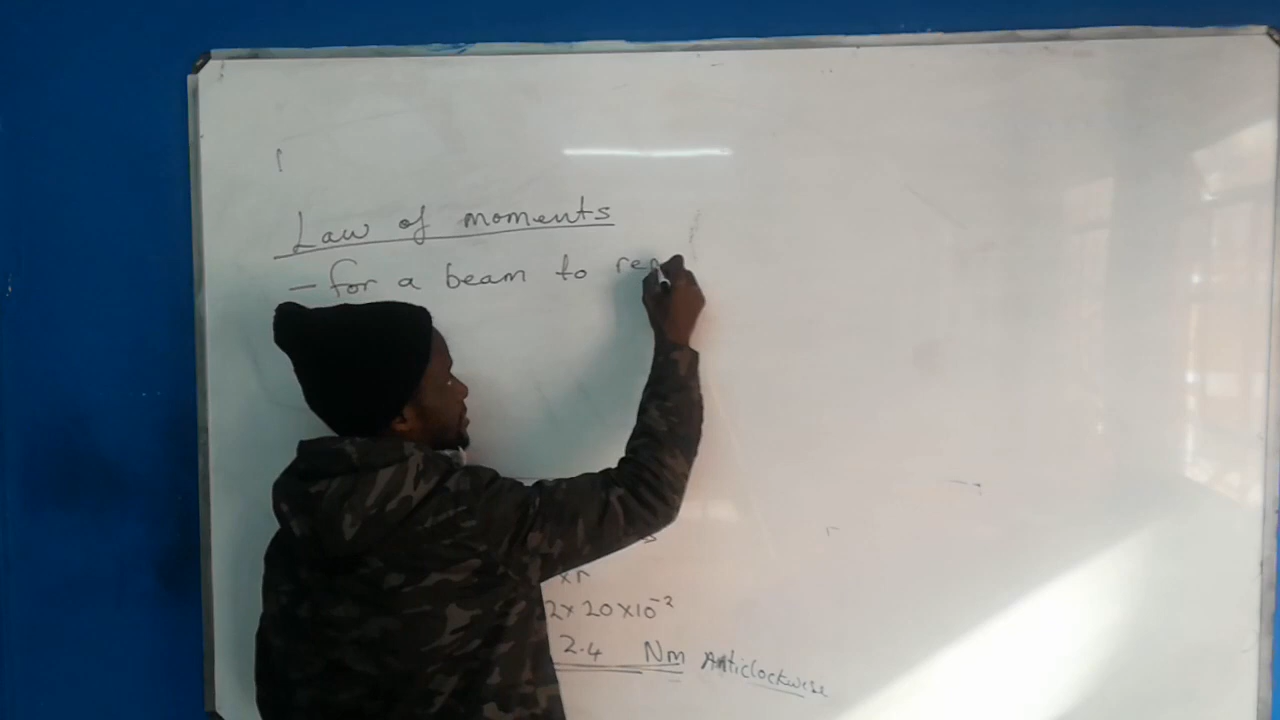 Law of moments
- for a beam to re
xr
2x 20 x10⁻²
2.4 Nm Anticlockwise